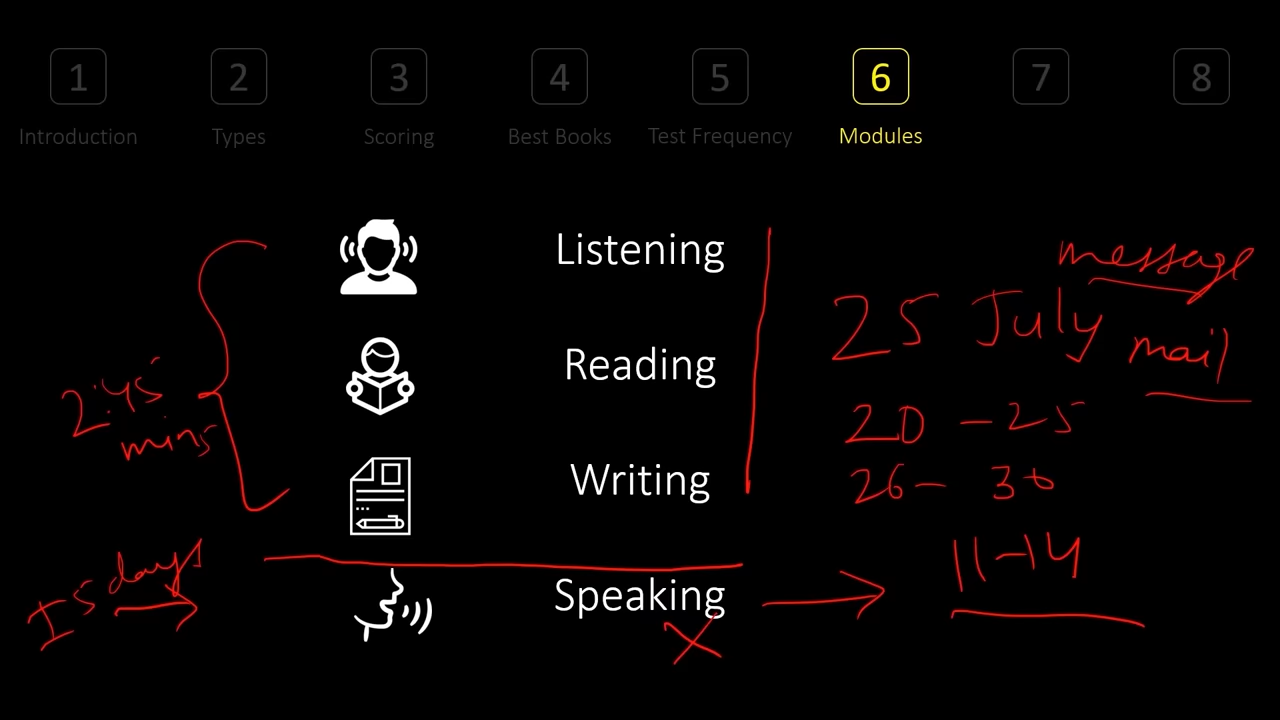 1 2 3 4 5 6 7 8
Introduction Types Scoring Best Books Test Frequency Modules
Listening
message
25 July
mail
Reading
2:45
mins
20 - 25
Writing
26 - 30
15 days
11-14
Speaking